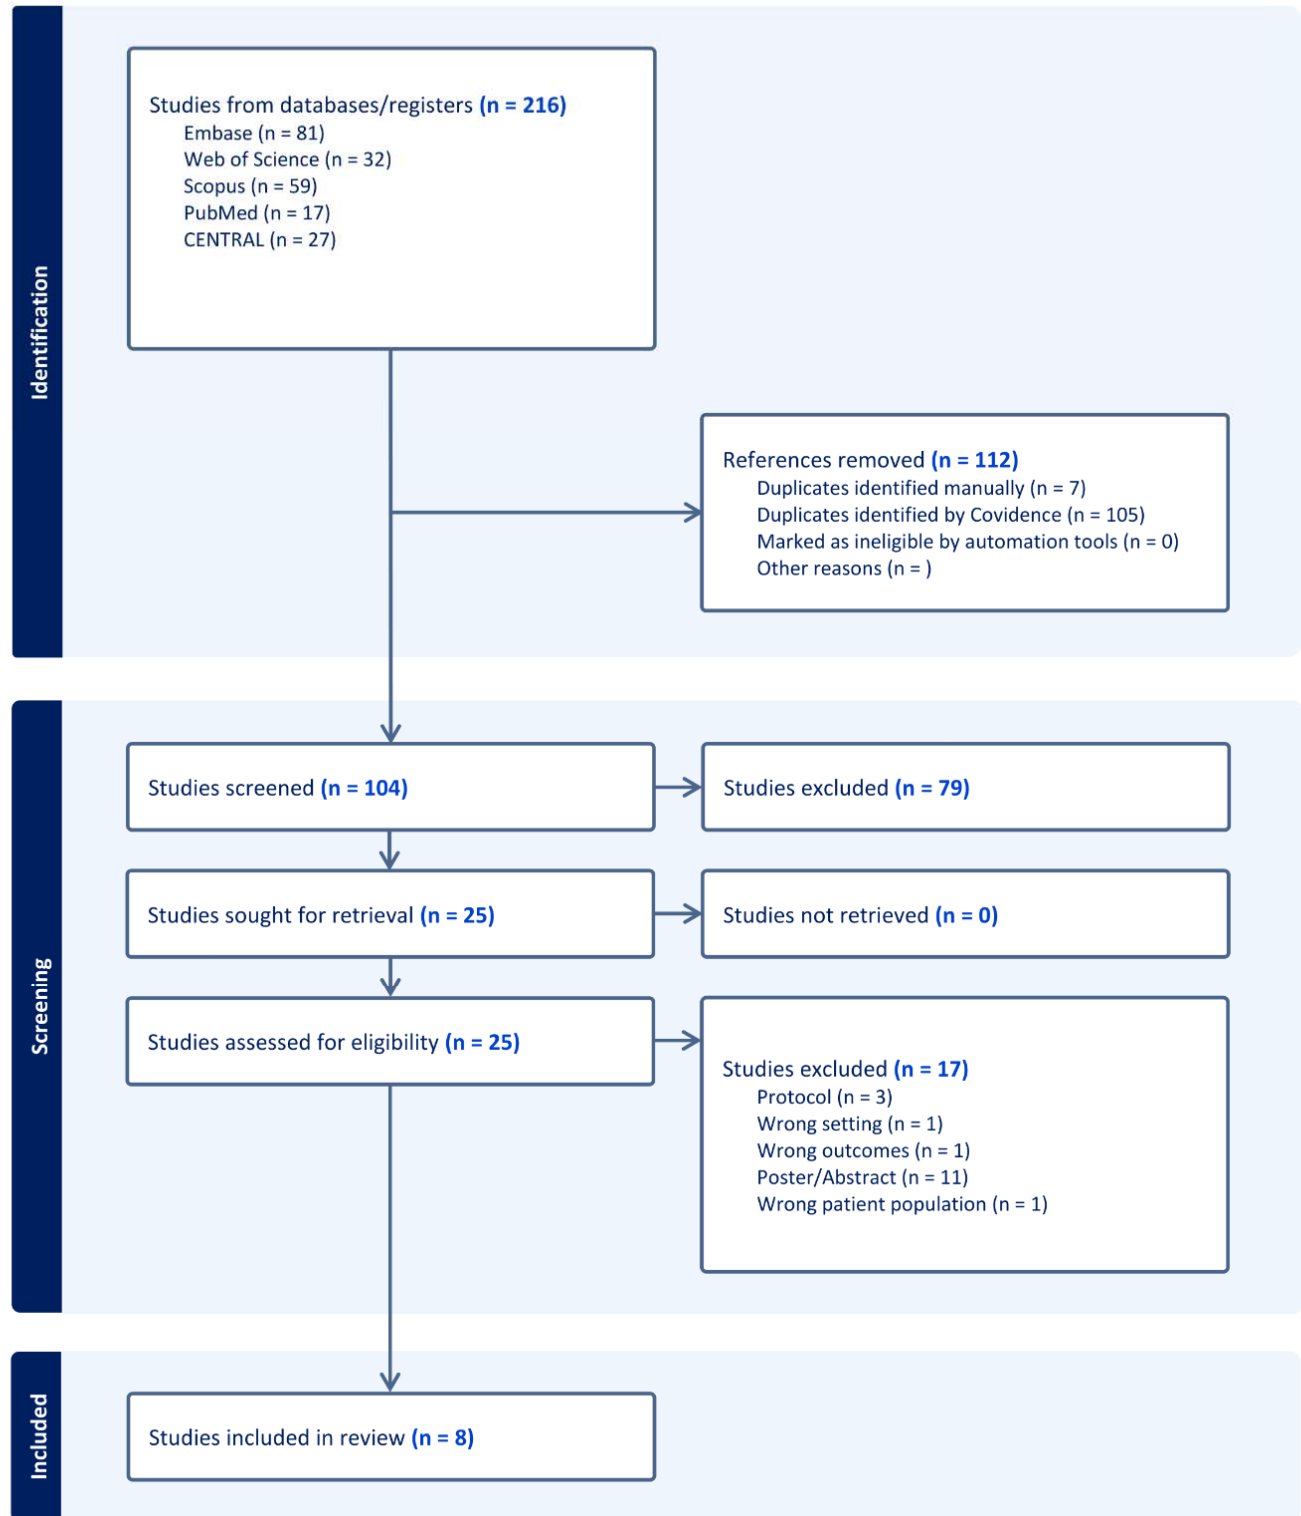 Identification
Studies from databases/registers (n = 216)
Embase (n = 81)
Web of Science (n = 32)
Scopus (n = 59)
PubMed (n = 17)
CENTRAL (n = 27)
References removed (n = 112)
Duplicates identified manually (n = 7)
Duplicates identified by Covidence (n = 105)
Marked as ineligible by automation tools (n = 0)
Other reasons (n = )
Screening
Studies screened (n = 104)
Studies excluded (n = 79)
Studies sought for retrieval (n = 25)
Studies not retrieved (n = 0)
Studies assessed for eligibility (n = 25)
Studies excluded (n = 17)
Protocol (n = 3)
Wrong setting (n = 1)
Wrong outcomes (n = 1)
Poster/Abstract (n = 11)
Wrong patient population (n = 1)
Included
Studies included in review (n = 8)